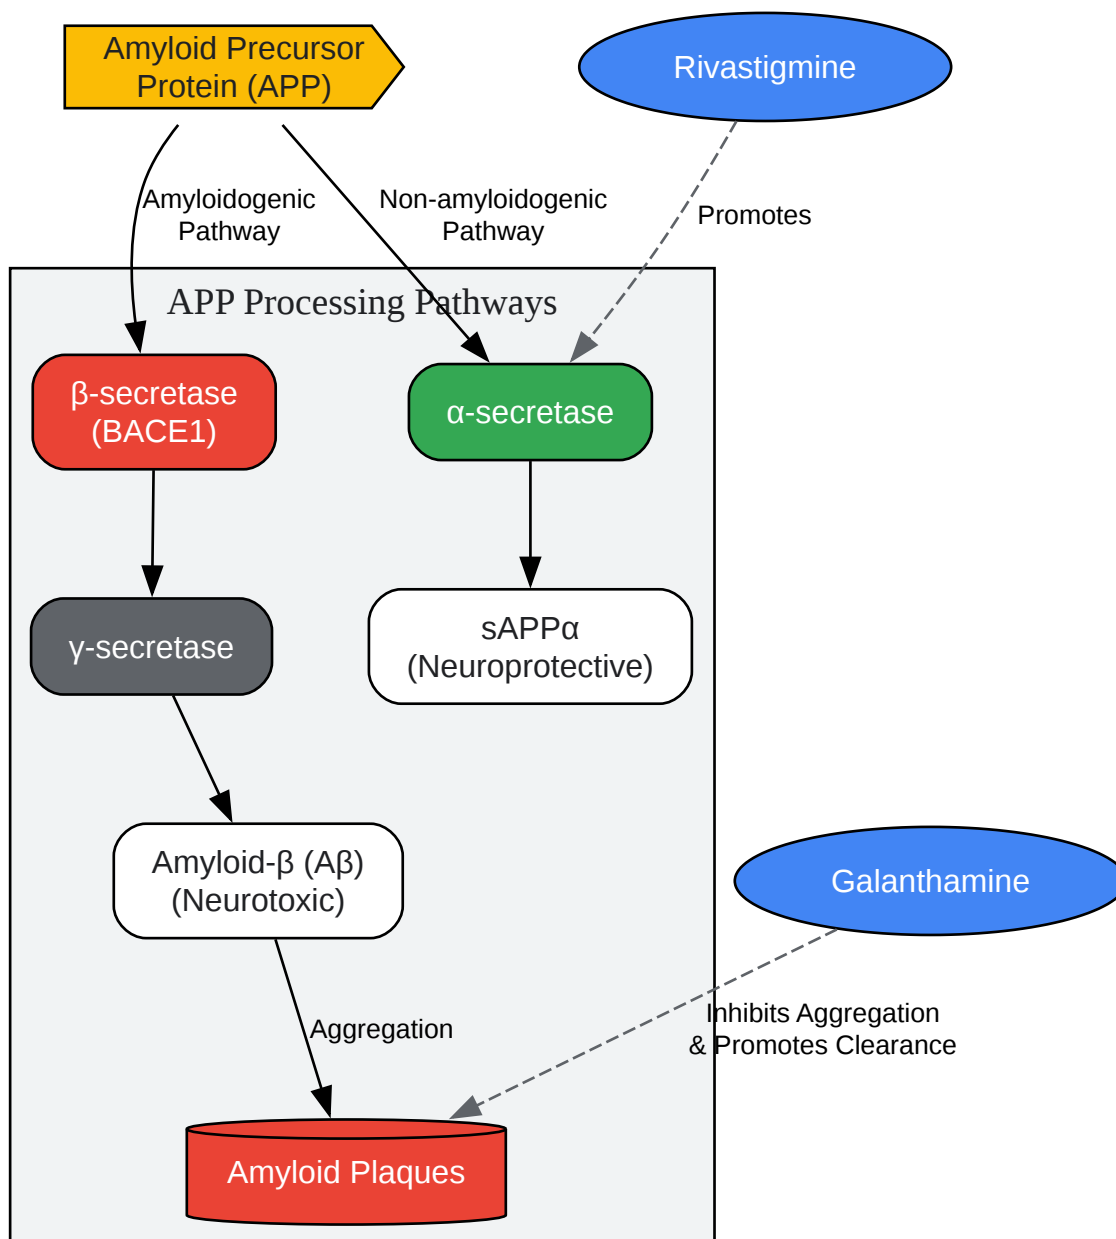 Amyloid Precursor
Protein (APP)
Rivastigmine
Amyloidogenic
Pathway
Non-amyloidogenic
Pathway
Promotes
APP Processing Pathways
β-secretase
(BACE1)
α-secretase
γ-secretase
sAPPα
(Neuroprotective)
Amyloid-β (Aβ)
(Neurotoxic)
Galanthamine
Aggregation
Inhibits Aggregation
& Promotes Clearance
Amyloid Plaques